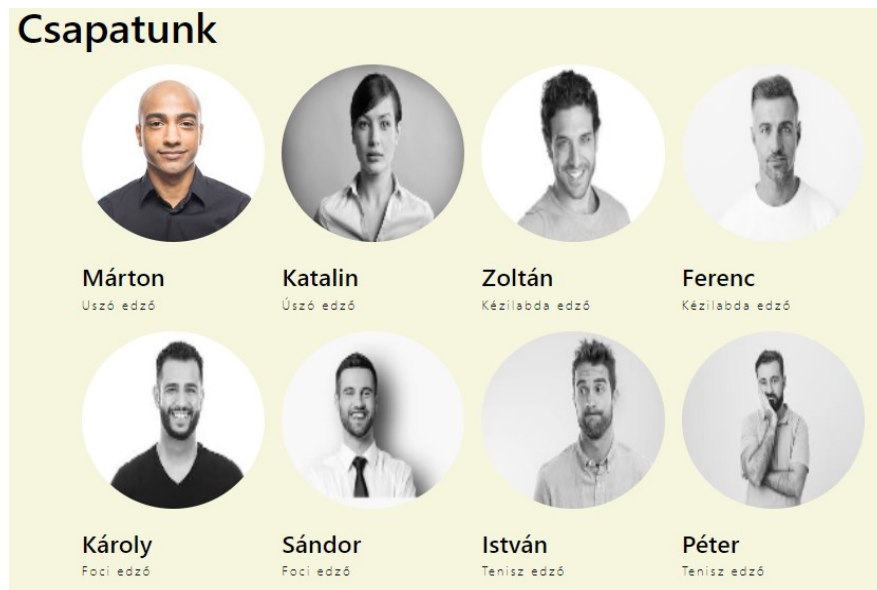 Csapatunk
Márton
Uszó edző
Katalin
Úszó edző
Zoltán
Kézilabda edző
Ferenc
Kézilabda edző
Károly
Foci edző
Sándor
Foci edző
István
Tenisz edző
Péter
Tenisz edző